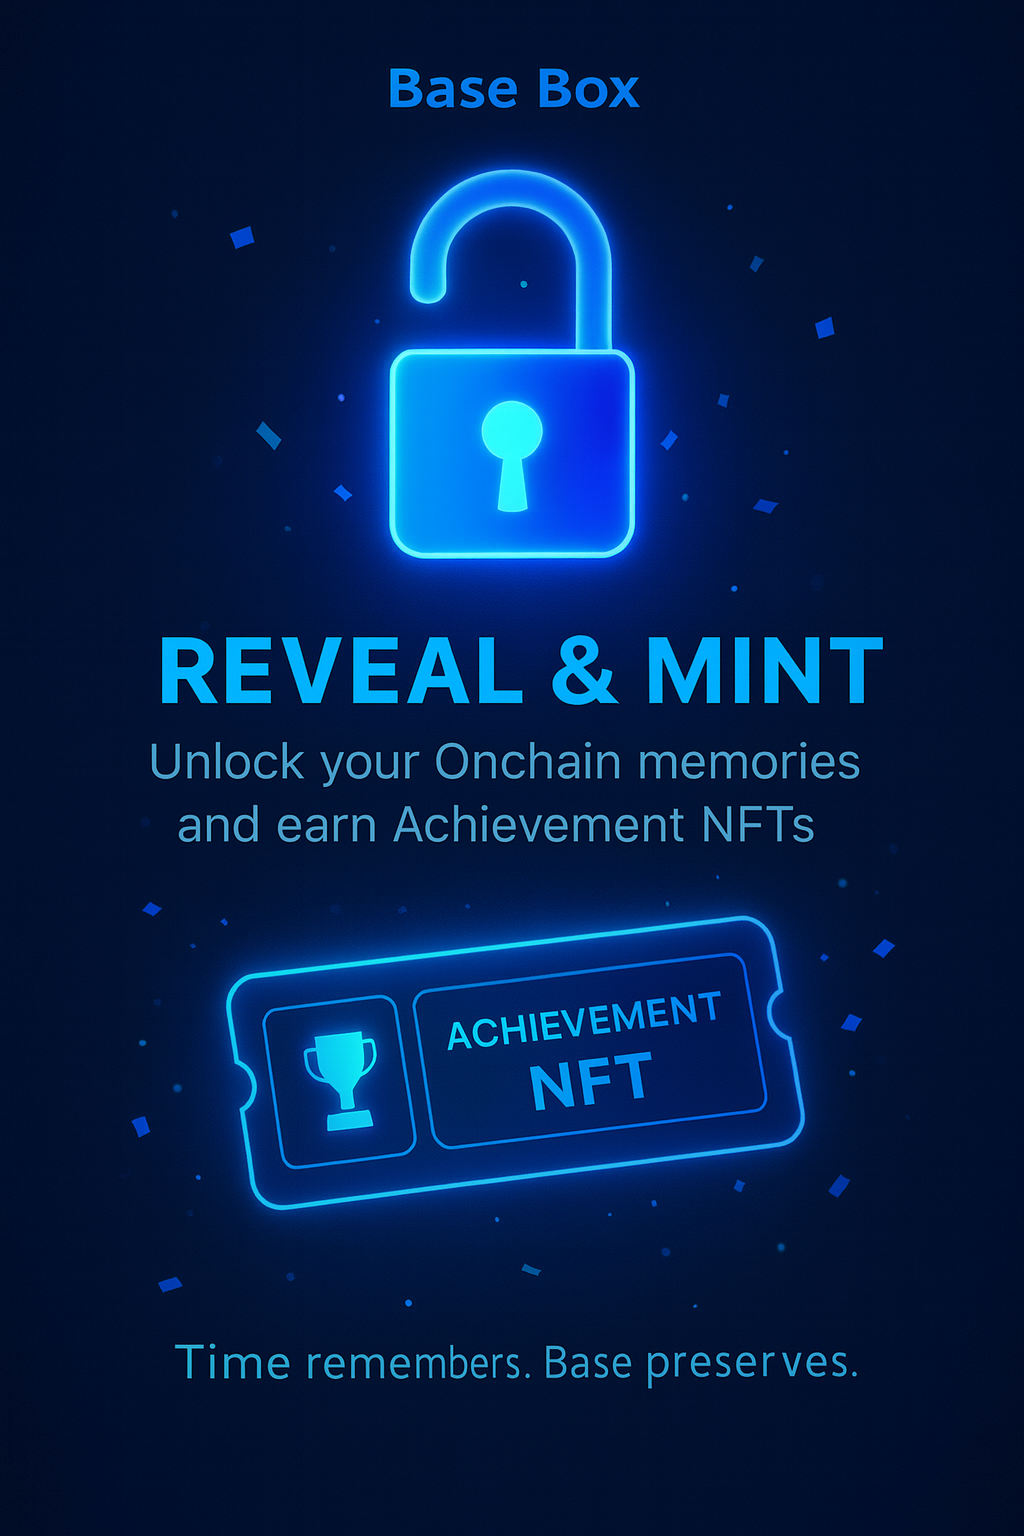 Base Box
REVEAL & MINT
Unlock your Onchain memories
and earn Achievement NFTs
ACHIEVEMENT
NFT
Time remembers. Base preserves.